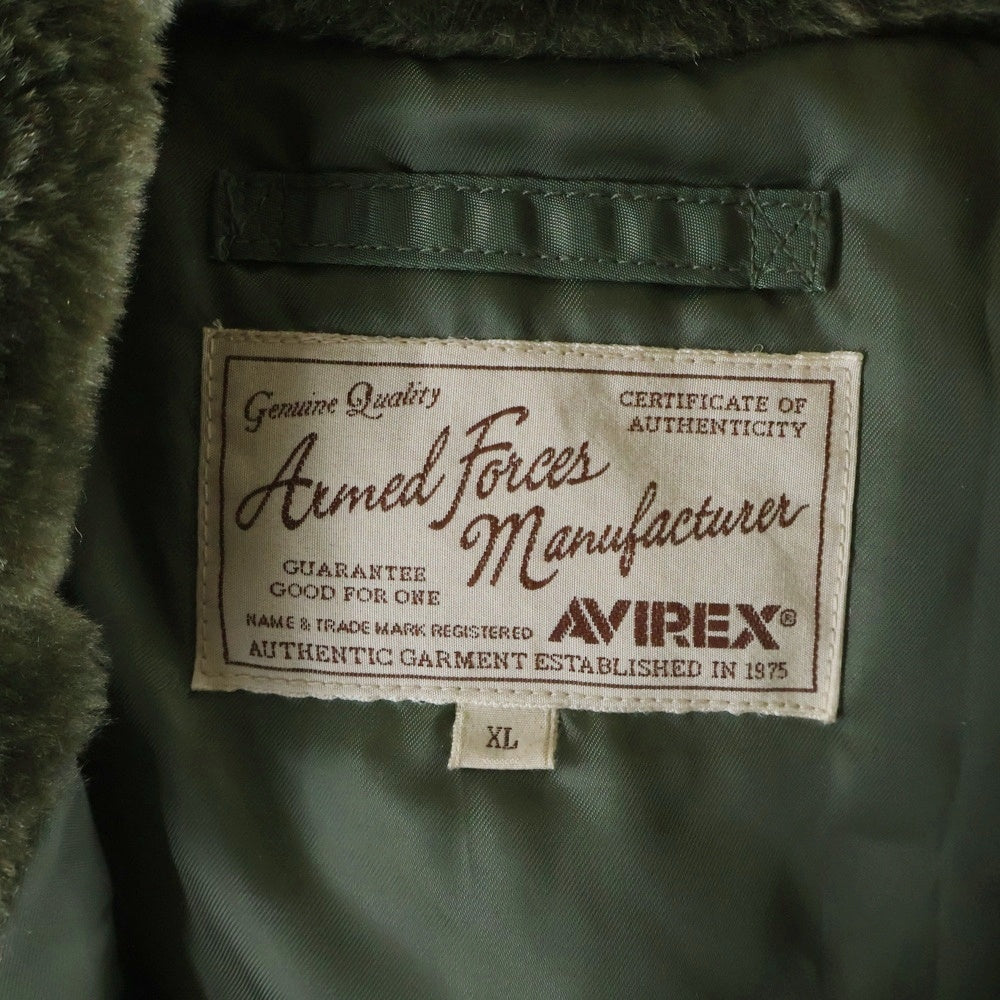 Genuine Quality
CERTIFICATE OF
AUTHENTICITY
Armed Forces
Manufacturer
GUARANTEE
GOOD FOR ONE
NAME & TRADE MARK REGISTERED
AVIREX®
AUTHENTIC GARMENT ESTABLISHED IN 1975
XL